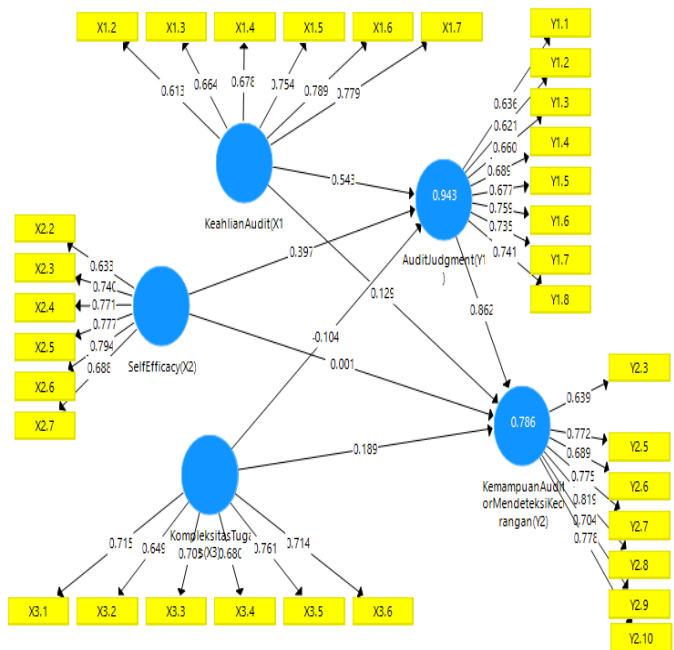 X1.2
X1.3
X1.4
X1.5
X1.6
X1.7
0.613
0.664
0.678
0.754
0.789
0.779
KeahlianAudit(X1
Y1.1
Y1.2
Y1.3
Y1.4
Y1.5
Y1.6
Y1.7
Y1.8
0.636
0.621
0.660
0.689
0.677
0.759
0.735
0.741
0.943
AuditJudgment(Y1
)
0.543
0.397
-0.104
0.129
0.001
0.189
0.862
X2.2
X2.3
X2.4
X2.5
X2.6
X2.7
0.633
0.740
0.771
0.777
0.794
0.688
SelfEfficacy(X2)
KompleksitasTuga
s(X3)
0.715
0.649
0.705
0.680
0.761
0.714
X3.1
X3.2
X3.3
X3.4
X3.5
X3.6
0.786
KemampuanAudit
orMendeteksiKec
rangan(Y2)
0.639
0.772
0.689
0.775
0.819
0.704
0.778
Y2.3
Y2.5
Y2.6
Y2.7
Y2.8
Y2.9
Y2.10